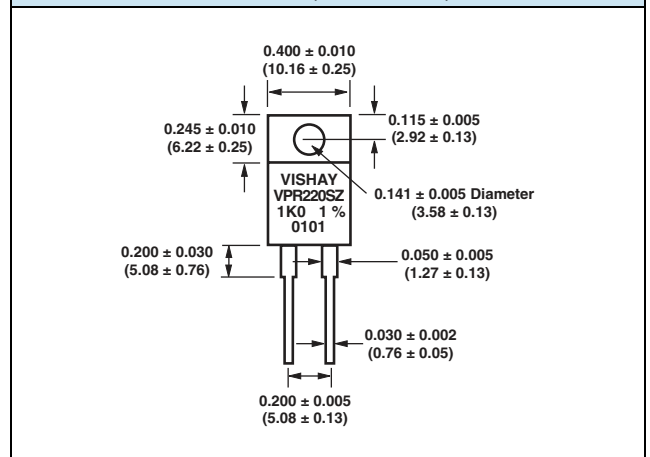 0.400 ± 0.010
(10.16 ± 0.25)
0.245 ± 0.010
(6.22 ± 0.25)
0.115 ± 0.005
(2.92 ± 0.13)
VISHAY
VPR220SZ
1K0 1 %
0101
0.141 ± 0.005 Diameter
(3.58 ± 0.13)
0.200 ± 0.030
(5.08 ± 0.76)
0.050 ± 0.005
(1.27 ± 0.13)
0.030 ± 0.002
(0.76 ± 0.05)
0.200 ± 0.005
(5.08 ± 0.13)